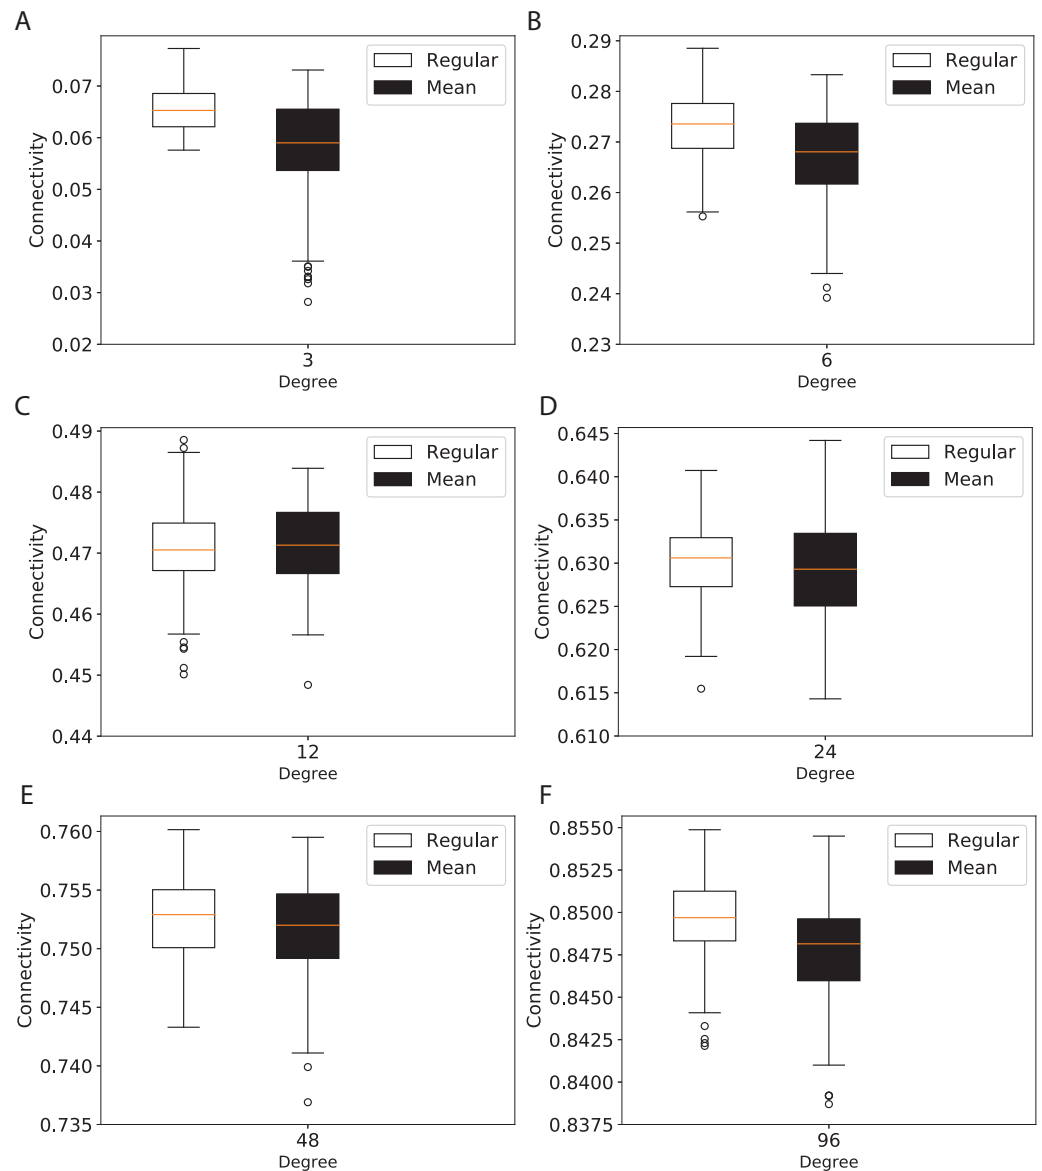 A
Connectivity
0.07
0.06
0.05
0.04
0.03
0.02
3
Degree
Regular
Mean
B
Connectivity
0.29
0.28
0.27
0.26
0.25
0.24
0.23
6
Degree
Regular
Mean
C
Connectivity
0.49
0.48
0.47
0.46
0.45
0.44
12
Degree
Regular
Mean
D
Connectivity
0.645
0.640
0.635
0.630
0.625
0.620
0.615
0.610
24
Degree
Regular
Mean
E
Connectivity
0.760
0.755
0.750
0.745
0.740
0.735
48
Degree
Regular
Mean
F
Connectivity
0.8550
0.8525
0.8500
0.8475
0.8450
0.8425
0.8400
0.8375
96
Degree
Regular
Mean